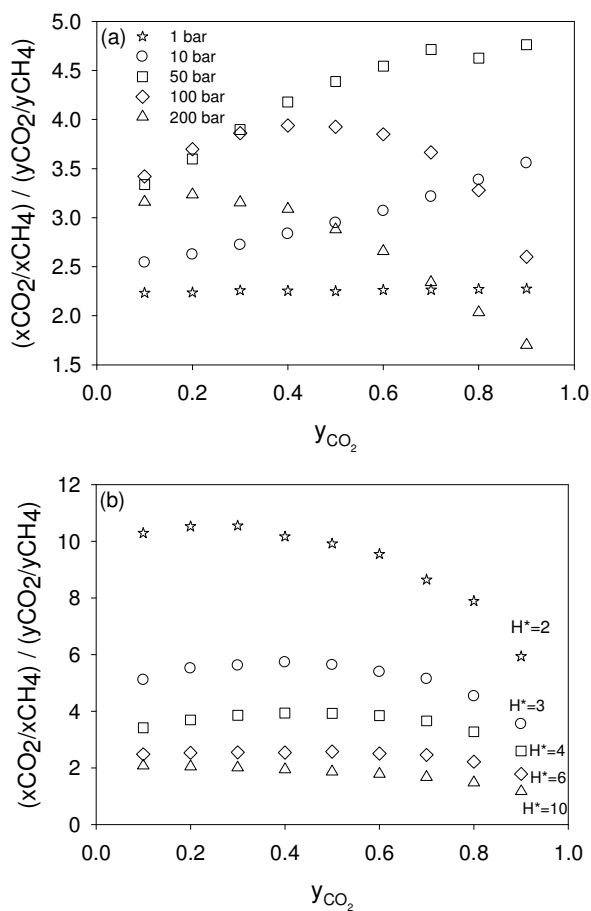 (a)
1 bar
10 bar
50 bar
100 bar
200 bar
5.0
4.5
4.0
3.5
3.0
2.5
2.0
1.5
(xCO₂/xCH₄) / (yCO₂/yCH₄)
0.0 0.2 0.4 0.6 0.8 1.0
yCO₂
(b)
12
10
8
6
4
2
0
(xCO₂/xCH₄) / (yCO₂/yCH₄)
H*=2
H*=3
H*=4
H*=6
H*=10
0.0 0.2 0.4 0.6 0.8 1.0
yCO₂